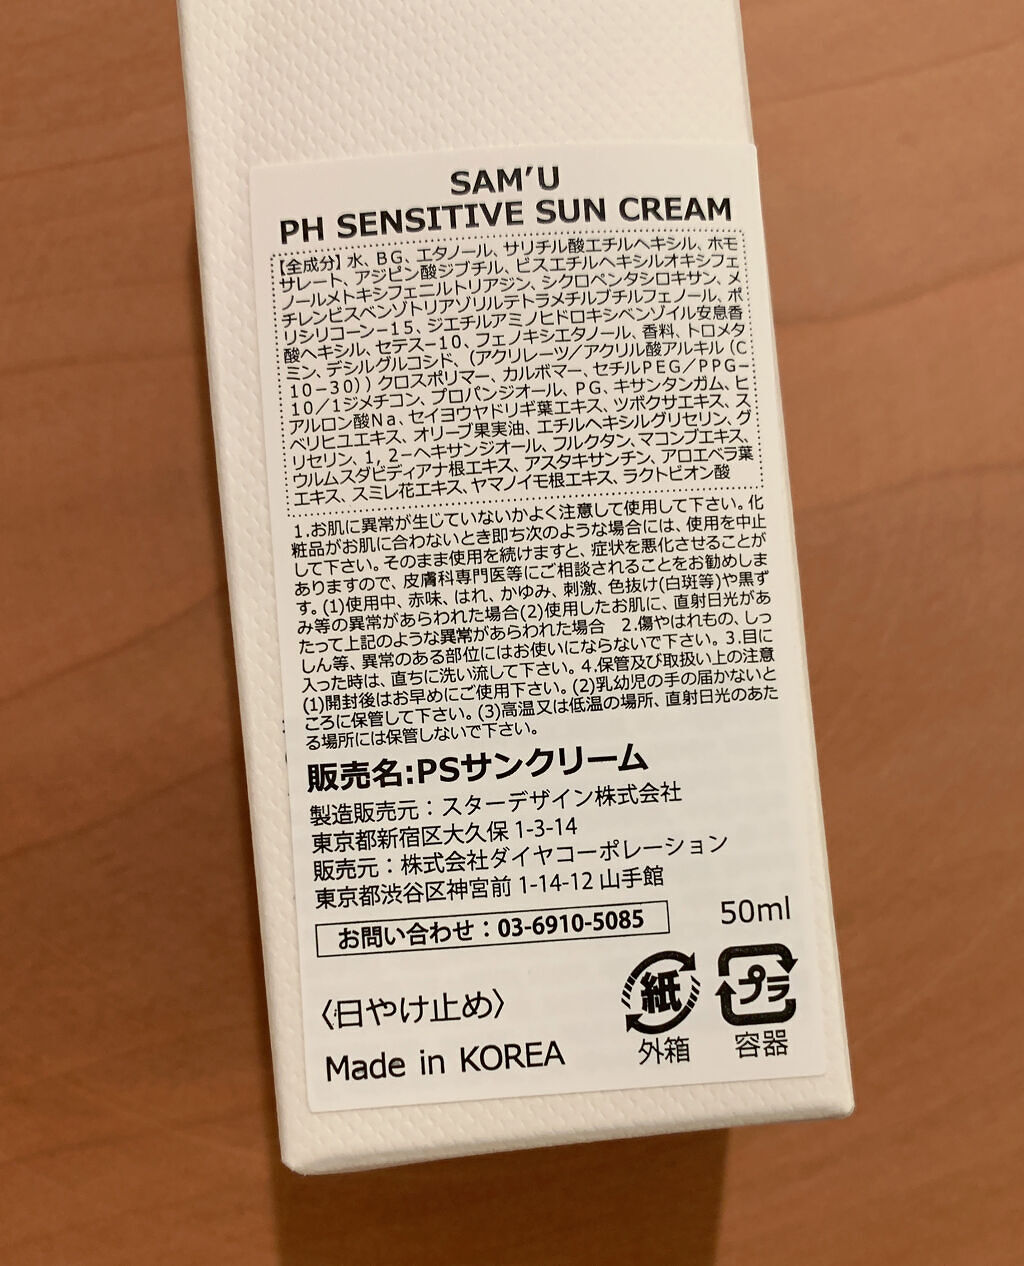 SAM'U
PH SENSITIVE SUN CREAM
【全成分】水、BG、エタノール、サリチル酸エチルヘキシル、ホモ
サレート、アジピン酸ジブチル、ビスエチルヘキシルオキシフェ
ノールメトキシフェニルトリアジン、シクロペンタシロキサン、メ
チレンビスベンゾトリアゾリルテトラメチルブチルフェノール、ポ
リシリコーン-15、ジエチルアミノヒドロキシベンゾイル安息香
酸ヘキシル、セテス-10、フェノキシエタノール、香料、トロメタ
ミン、デシルグルコシド、(アクリレーツ/アクリル酸アルキル(C
10-30))クロスポリマー、カルボマー、セチルPEG/PPG-
10/1ジメチコン、プロパンジオール、PG、キサンタンガム、ヒ
アルロン酸Na、セイヨウヤドリギ葉エキス、ツボクサエキス、ス
ベリヒユエキス、オリーブ果実油、エチルヘキシルグリセリン、グ
リセリン、1, 2-ヘキサンジオール、フルクタン、マコンブエキス、
ウルムスダビディアナ根エキス、アスタキサンチン、アロエベラ葉
エキス、スミレ花エキス、ヤマノイモ根エキス、ラクトビオン酸
1.お肌に異常が生じていないかよく注意して使用して下さい。化
粧品がお肌に合わないとき即ち次のような場合には、使用を中止
して下さい。そのまま使用を続けますと、症状を悪化させることが
ありますので、皮膚科専門医等にご相談されることをお勧めしま
す。(1)使用中、赤味、はれ、かゆみ、刺激、色抜け(白斑等)や黒ず
み等の異常があらわれた場合(2)使用したお肌に、直射日光があ
たって上記のような異常があらわれた場合 2.傷やはれもの、しっ
しん等、異常のある部位にはお使いにならないで下さい。3.目に
入った時は、直ちに洗い流して下さい。4.保管及び取扱い上の注意
(1)開封後はお早めにご使用下さい。(2)乳幼児の手の届かないと
ころに保管して下さい。(3)高温又は低温の場所、直射日光のあた
る場所には保管しないで下さい。
販売名:PSサンクリーム
製造販売元:スターデザイン株式会社
東京都新宿区大久保 1-3-14
販売元:株式会社ダイヤコーポレーション
東京都渋谷区神宮前 1-14-12 山手館
お問い合わせ:03-6910-5085
50ml
〈日やけ止め〉
紙
プラ
外箱
容器
Made in KOREA